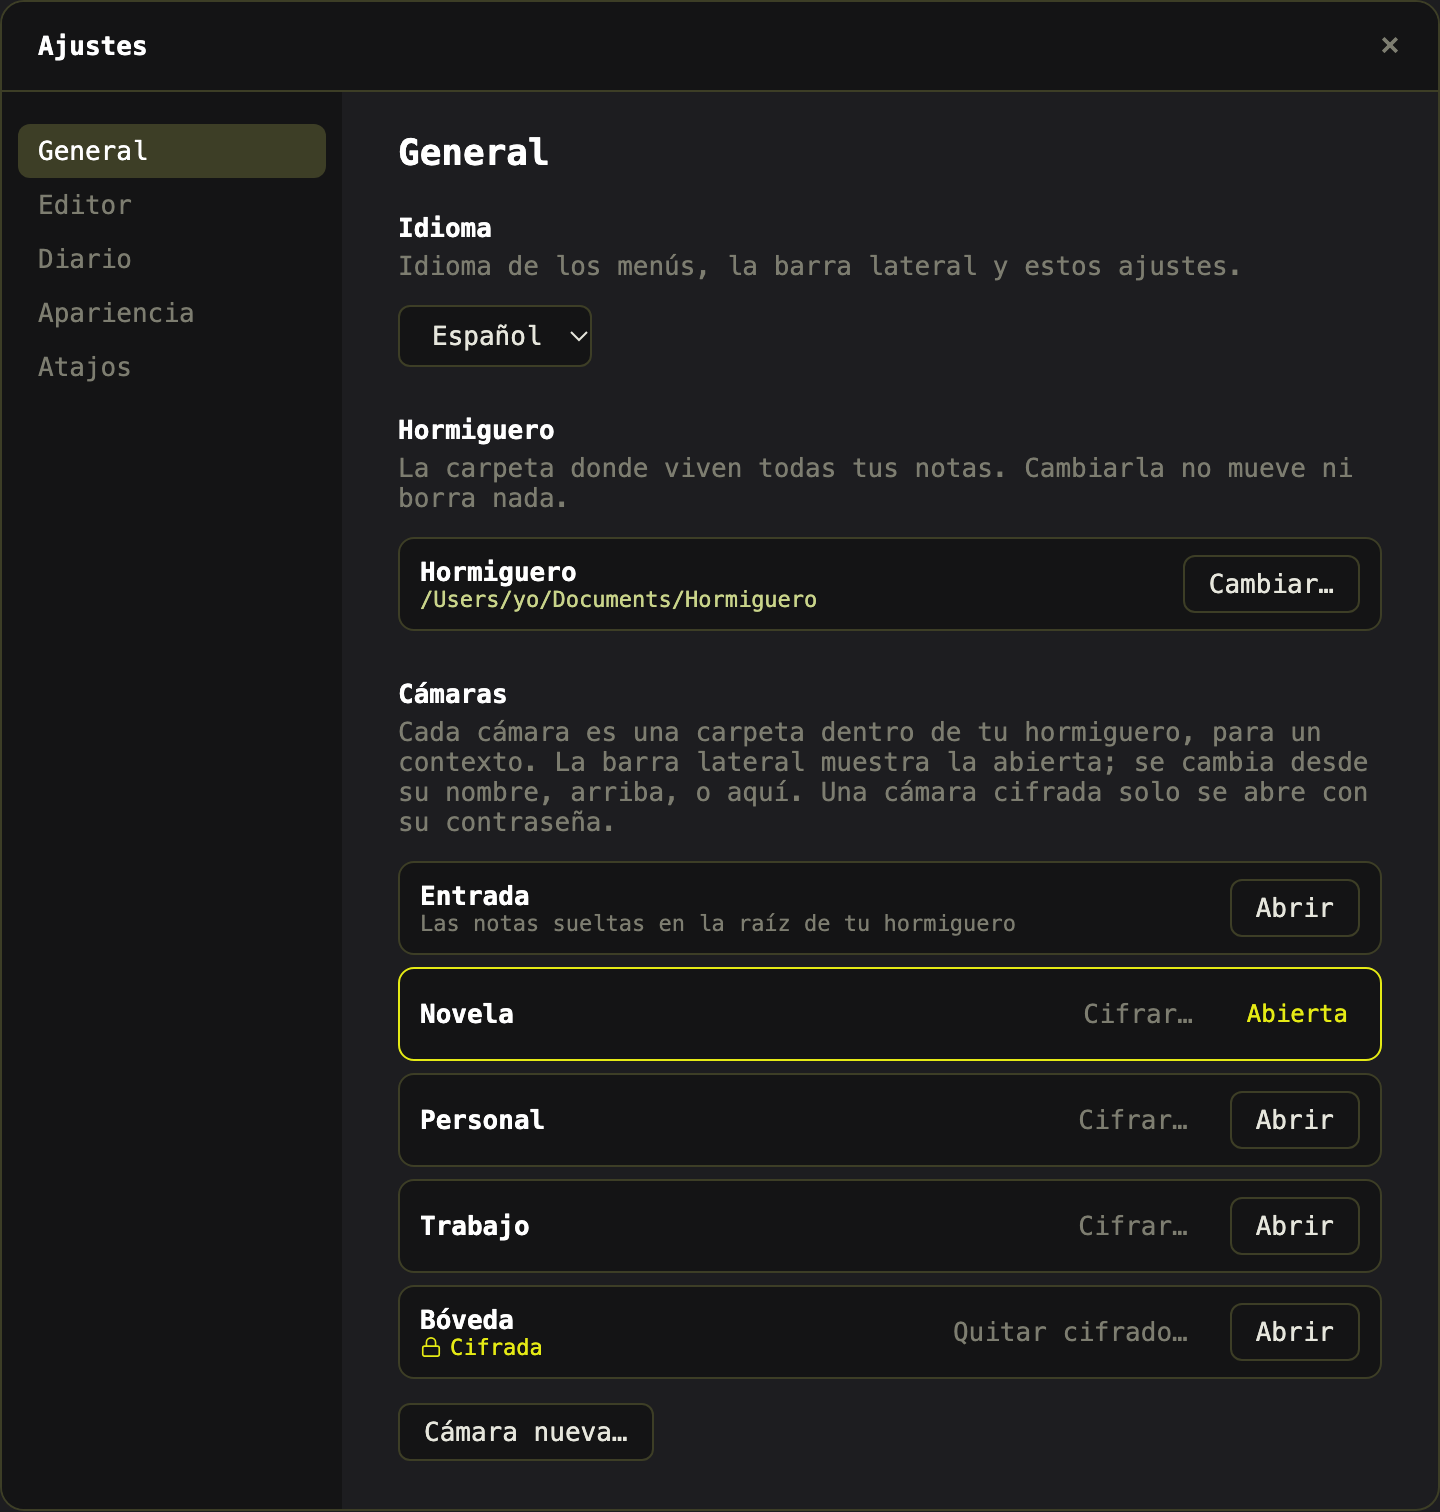 Ajustes
×
General
Editor
Diario
Apariencia
Atajos
General
Idioma
Idioma de los menús, la barra lateral y estos ajustes.
Español
Hormiguero
La carpeta donde viven todas tus notas. Cambiarla no mueve ni
borra nada.
Hormiguero
/Users/yo/Documents/Hormiguero
Cambiar…
Cámaras
Cada cámara es una carpeta dentro de tu hormiguero, para un
contexto. La barra lateral muestra la abierta; se cambia desde
su nombre, arriba, o aquí. Una cámara cifrada solo se abre con
su contraseña.
Entrada
Las notas sueltas en la raíz de tu hormiguero
Abrir
Novela
Cifrar…
Abierta
Personal
Cifrar…
Abrir
Trabajo
Cifrar…
Abrir
Bóveda
Cifrada
Quitar cifrado…
Abrir
Cámara nueva…